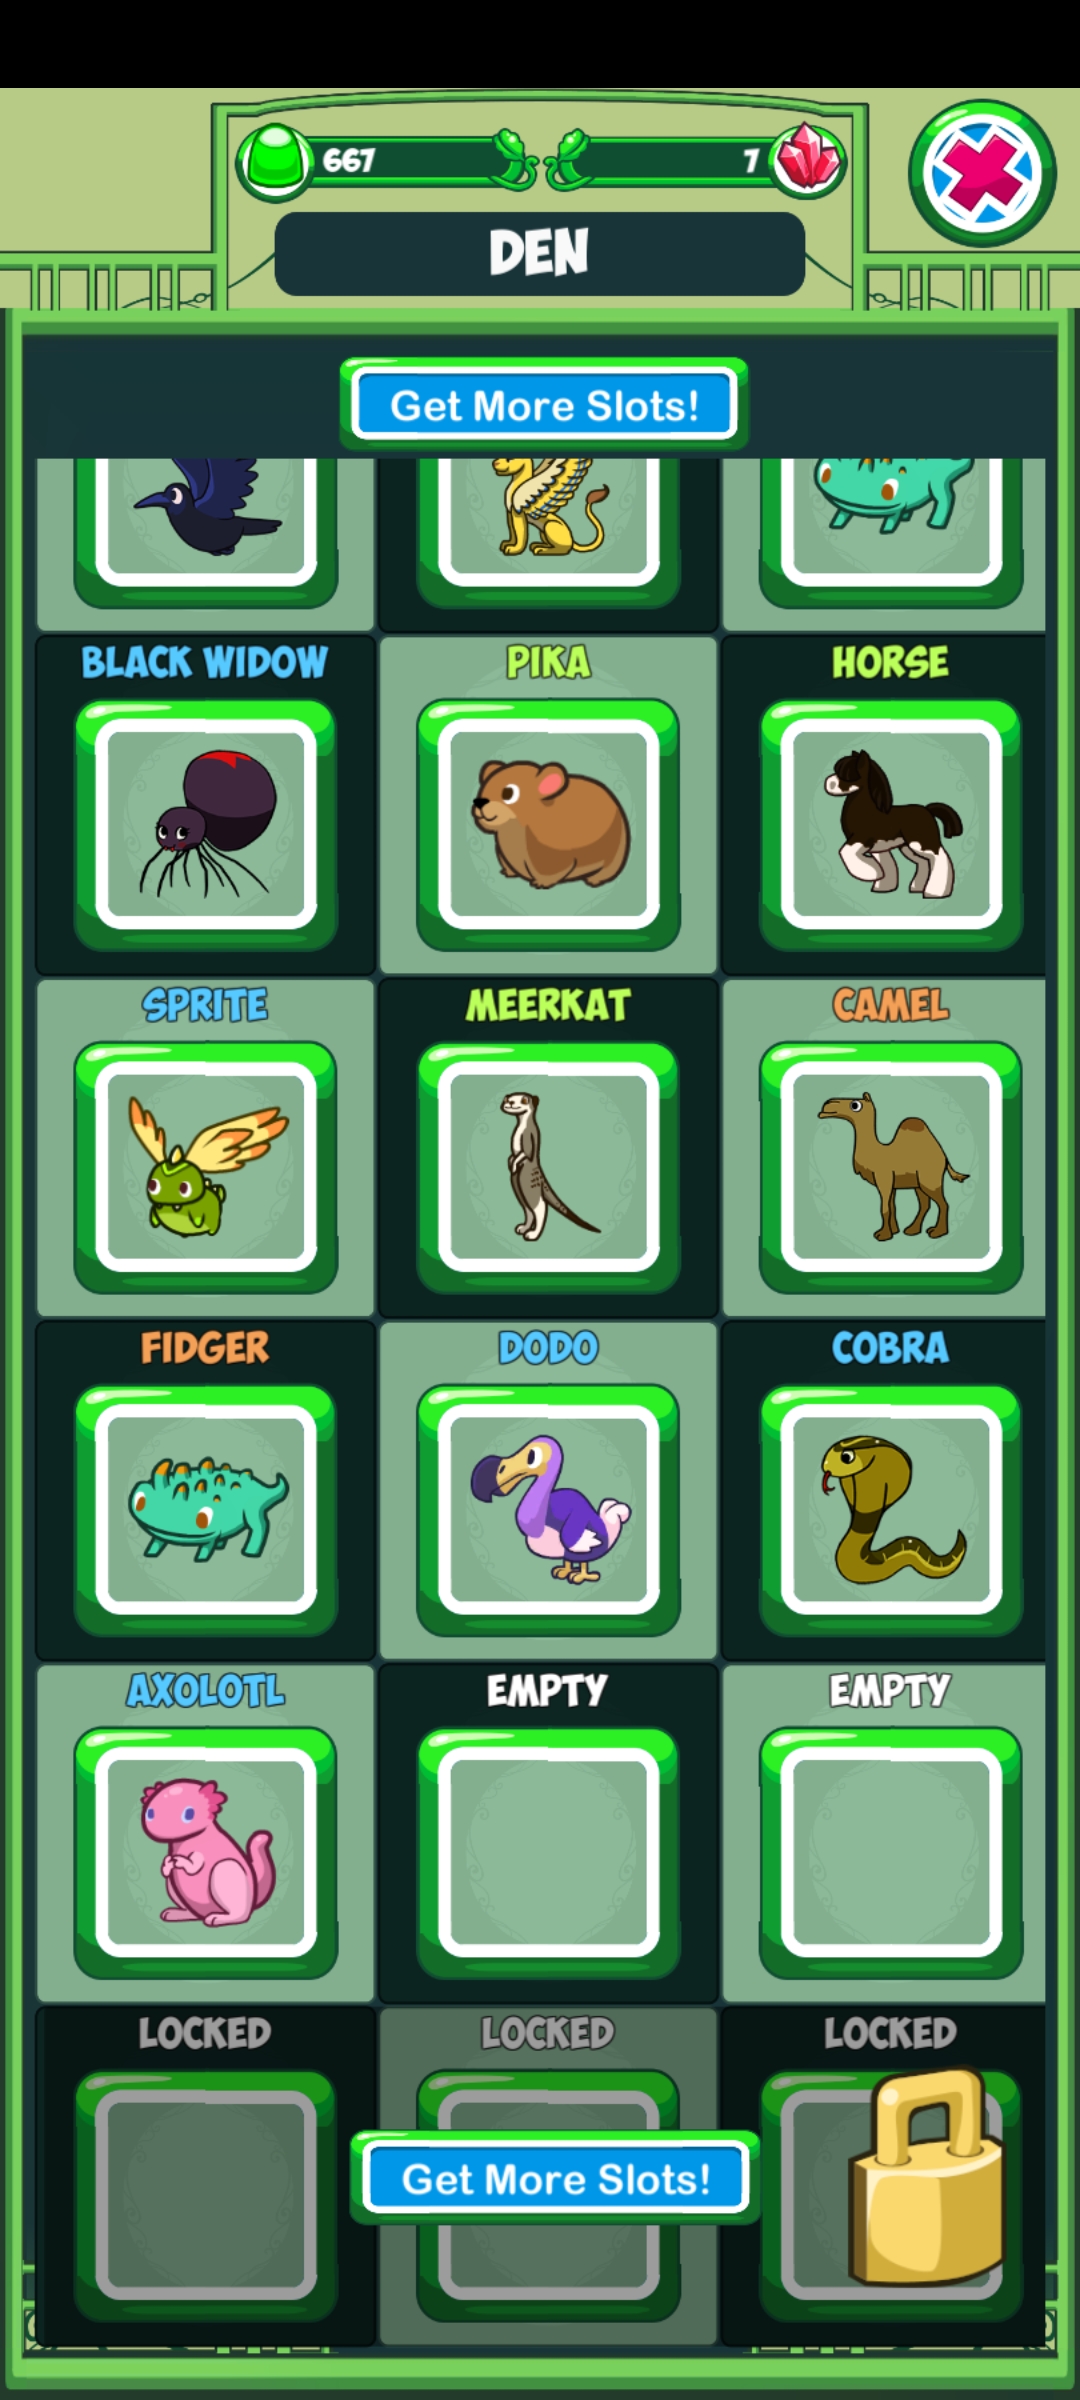 667
7
DEN
Get More Slots!
BLACK WIDOW
PIKA
HORSE
SPRITE
MEERKAT
CAMEL
FIDGER
DODO
COBRA
AXOLOTL
EMPTY
EMPTY
LOCKED
LOCKED
LOCKED
Get More Slots!